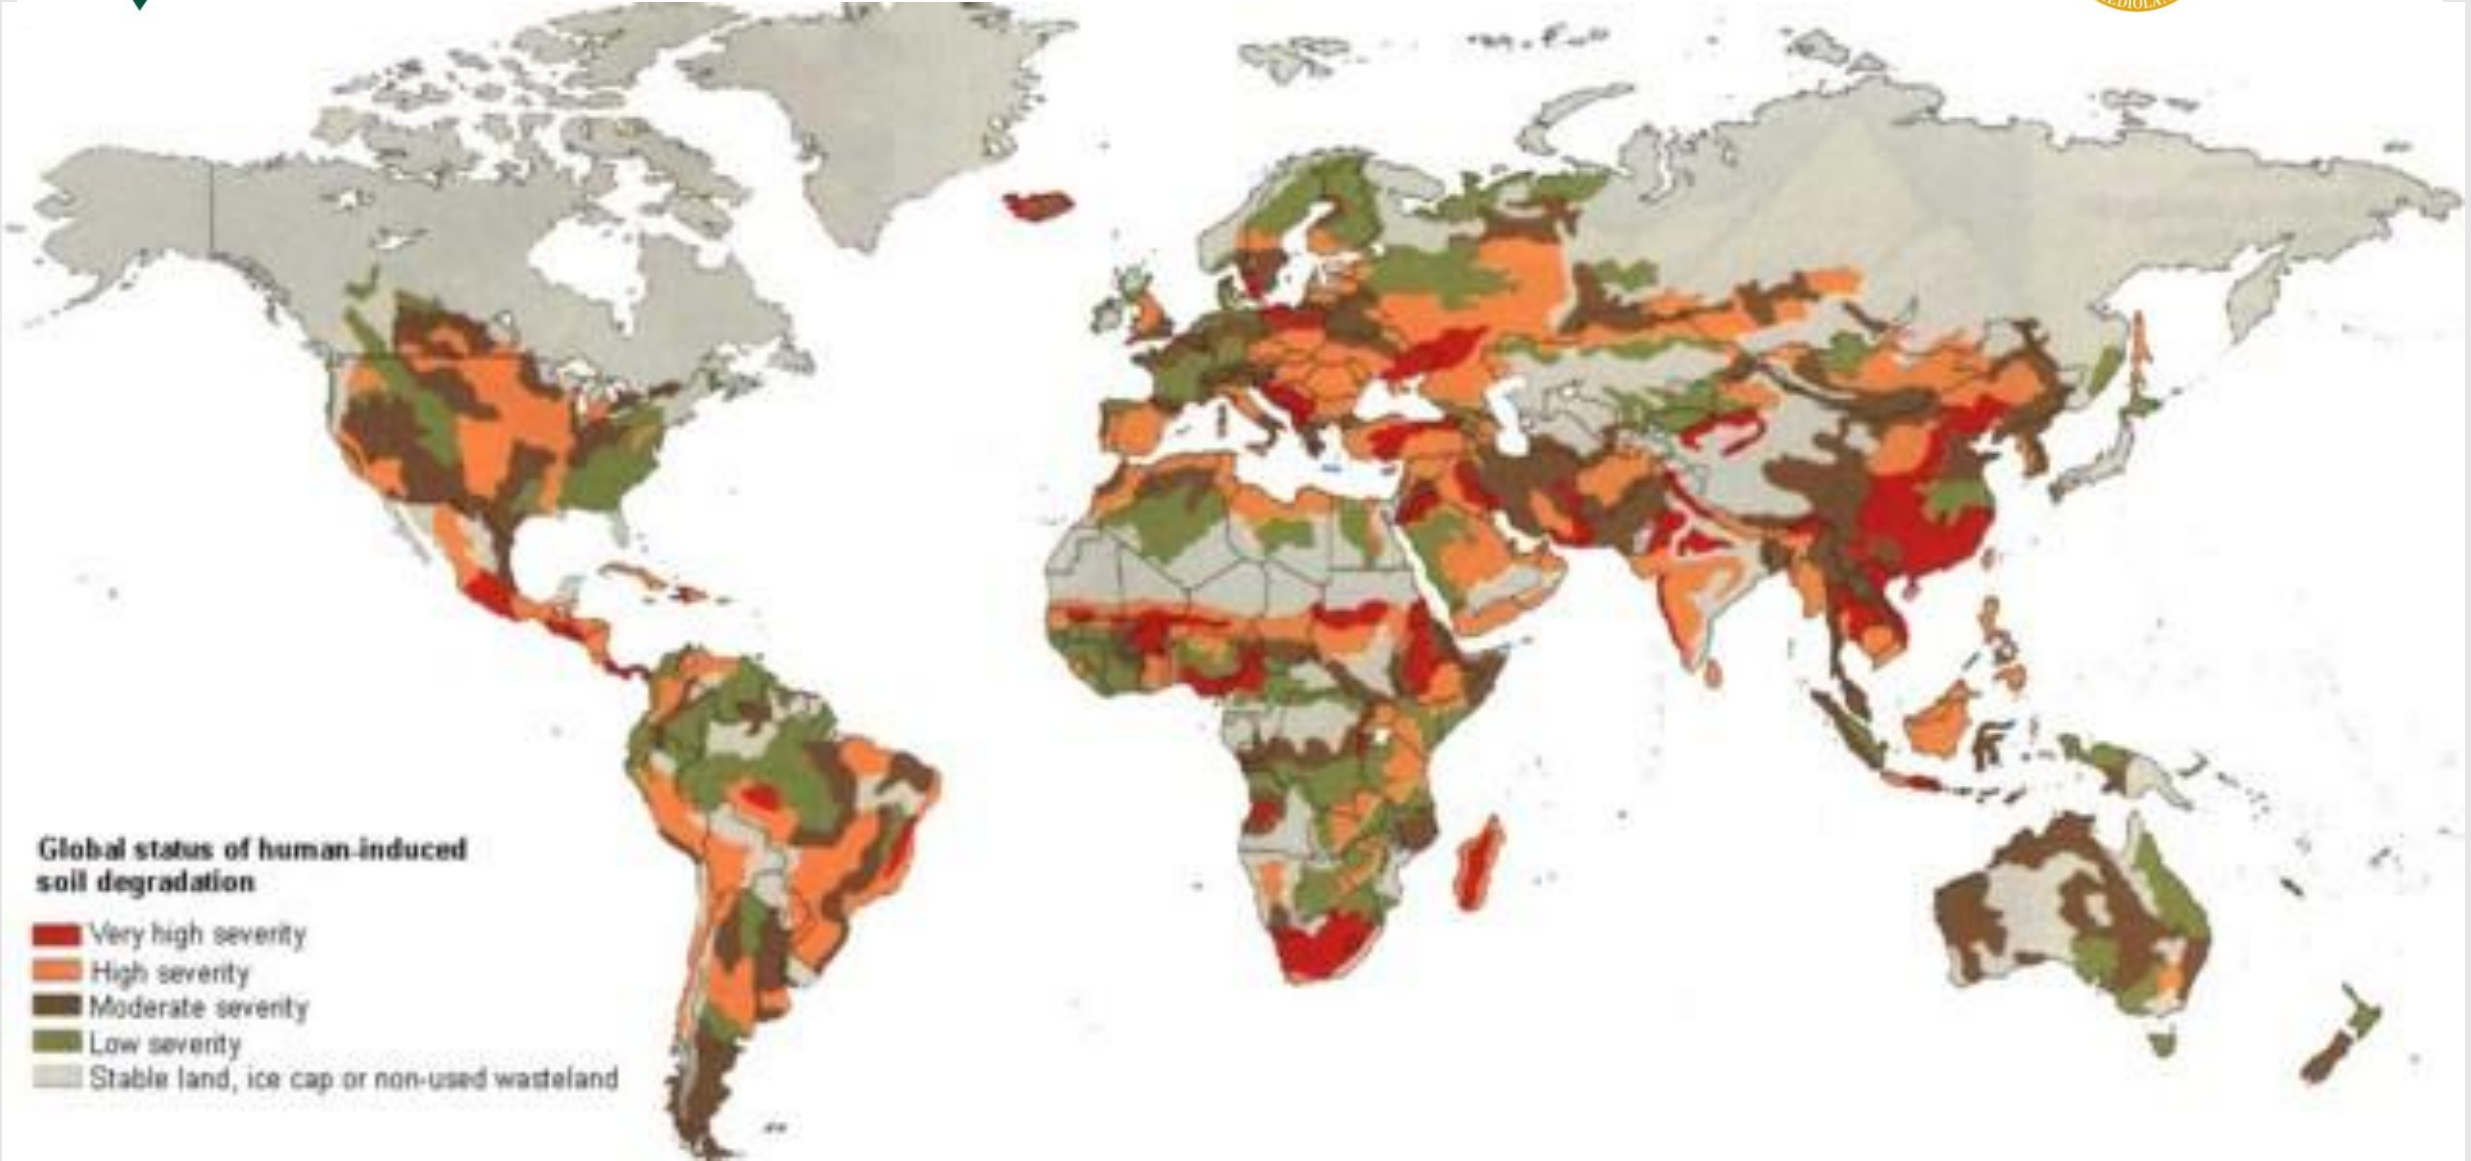 Global status of human-induced
soil degradation
Very high severity
High severity
Moderate severity
Low severity
Stable land, ice cap or non-used wasteland